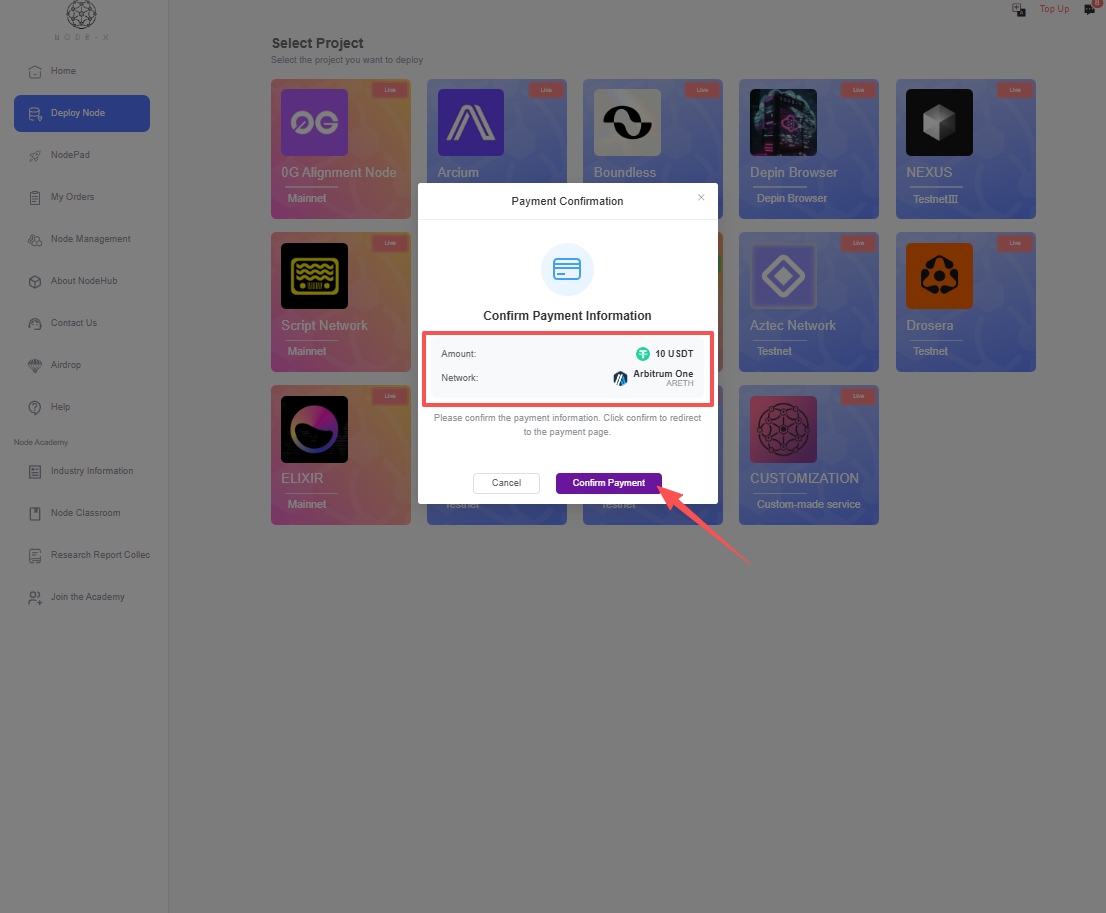 NODE-X
Top Up
8
Home
Deploy Node
NodePad
My Orders
Node Management
About NodeHub
Contact Us
Airdrop
Help
Node Academy
Industry Information
Node Classroom
Research Report Collec
Join the Academy
Select Project
Select the project you want to deploy
Live
0G
0G Alignment Node
Mainnet
Live
Arcium
Live
Boundless
Live
Depin Browser
Depin Browser
Live
NEXUS
TestnetⅢ
Live
Script Network
Mainnet
Live
Aztec Network
Testnet
Live
Drosera
Testnet
Live
ELIXIR
Mainnet
Testnet
Testnet
Live
CUSTOMIZATION
Custom-made service
Payment Confirmation
×
Confirm Payment Information
Amount: 10 USDT
Network: Arbitrum One
ARETH
Please confirm the payment information. Click confirm to redirect
to the payment page.
Cancel
Confirm Payment